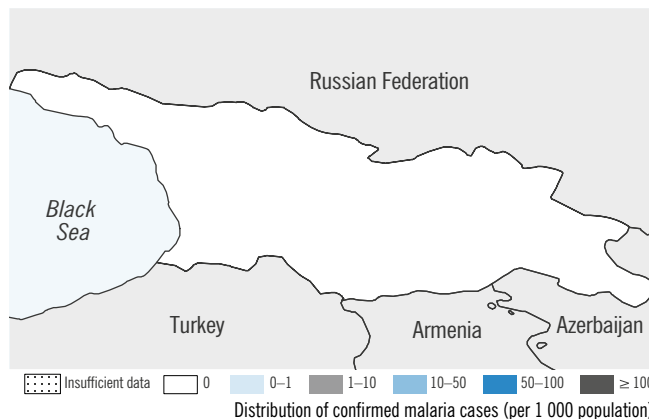 Russian Federation
Black
Sea
Turkey
Armenia
Azerbaijan
Insufficient data
0
0–1
1–10
10–50
50–100
≥ 100
Distribution of confirmed malaria cases (per 1 000 population)